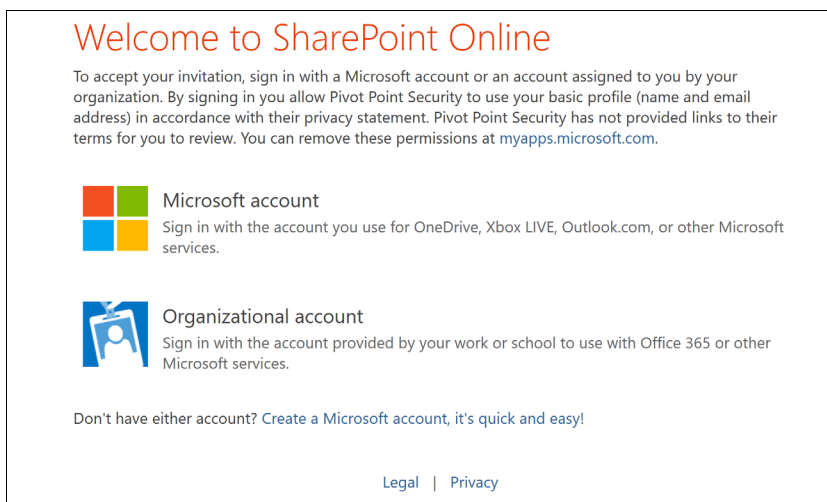 Welcome to SharePoint Online
To accept your invitation, sign in with a Microsoft account or an account assigned to you by your
organization. By signing in you allow Pivot Point Security to use your basic profile (name and email
address) in accordance with their privacy statement. Pivot Point Security has not provided links to their
terms for you to review. You can remove these permissions at myapps.microsoft.com.
Microsoft account
Sign in with the account you use for OneDrive, Xbox LIVE, Outlook.com, or other Microsoft
services.
Organizational account
Sign in with the account provided by your work or school to use with Office 365 or other
Microsoft services.
Don't have either account? Create a Microsoft account, it's quick and easy!
Legal | Privacy